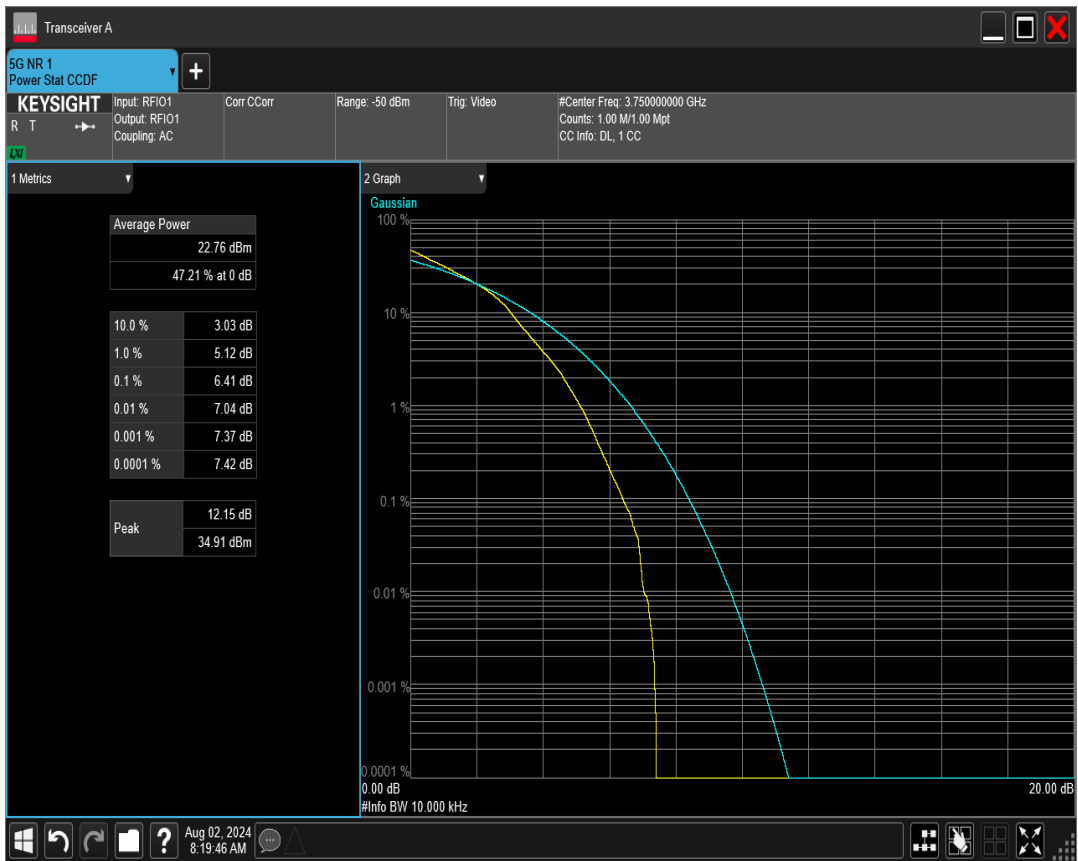 Transceiver A
5G NR 1
Power Stat CCDF
+
KEYSIGHT
R T
LXI
Input: RFIO1
Output: RFIO1
Coupling: AC
Corr CCorr
Range: -50 dBm
Trig: Video
#Center Freq: 3.750000000 GHz
Counts: 1.00 M/1.00 Mpt
CC Info: DL, 1 CC
1 Metrics
Average Power
22.76 dBm
47.21 % at 0 dB
10.0 % 3.03 dB
1.0 % 5.12 dB
0.1 % 6.41 dB
0.01 % 7.04 dB
0.001 % 7.37 dB
0.0001 % 7.42 dB
Peak
12.15 dB
34.91 dBm
2 Graph
Gaussian
100 %
10 %
1 %
0.1 %
0.01 %
0.001 %
0.0001 %
0.00 dB 20.00 dB
#Info BW 10.000 kHz
?
Aug 02, 2024
8:19:46 AM